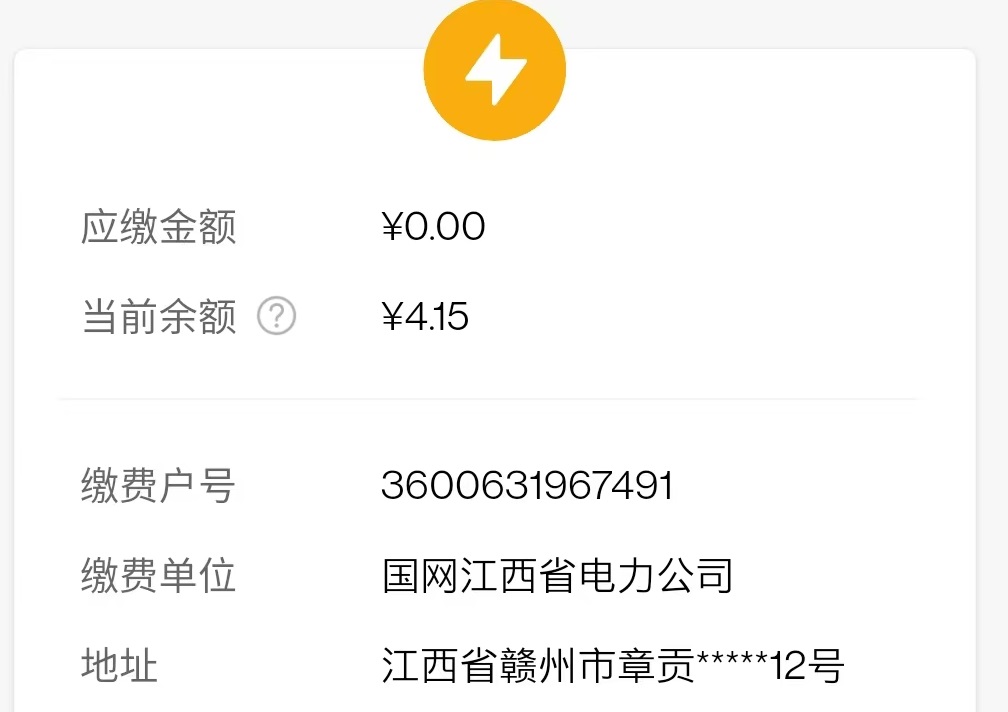 应缴金额 ¥0.00
当前余额 ? ¥4.15
缴费户号 3600631967491
缴费单位 国网江西省电力公司
地址 江西省赣州市章贡*****12号